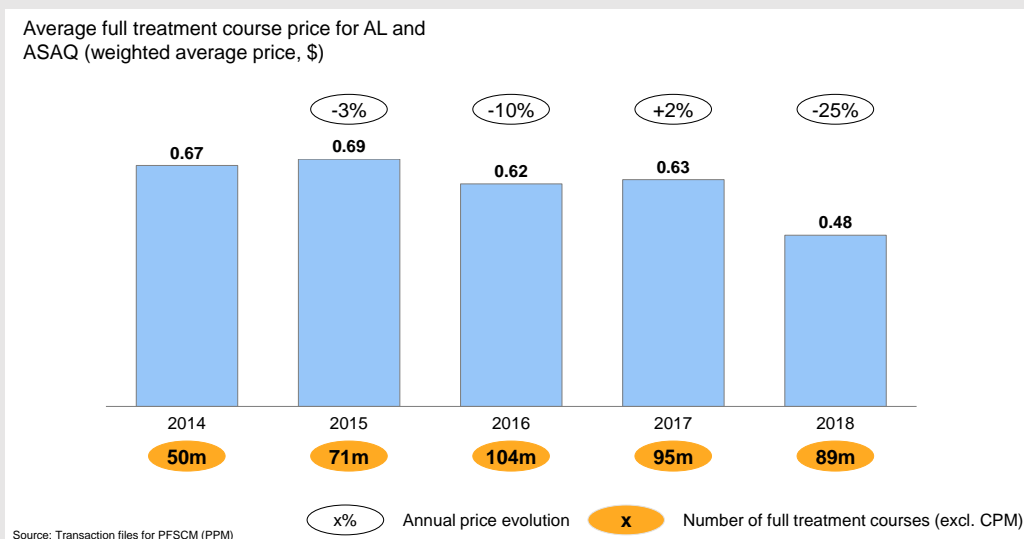 Average full treatment course price for AL and
ASAQ (weighted average price, $)
-3%
-10%
+2%
-25%
0.67
0.69
0.62
0.63
0.48
2014
2015
2016
2017
2018
50m
71m
104m
95m
89m
x% Annual price evolution
x Number of full treatment courses (excl. CPM)
Source: Transaction files for PFSCM (PPM)